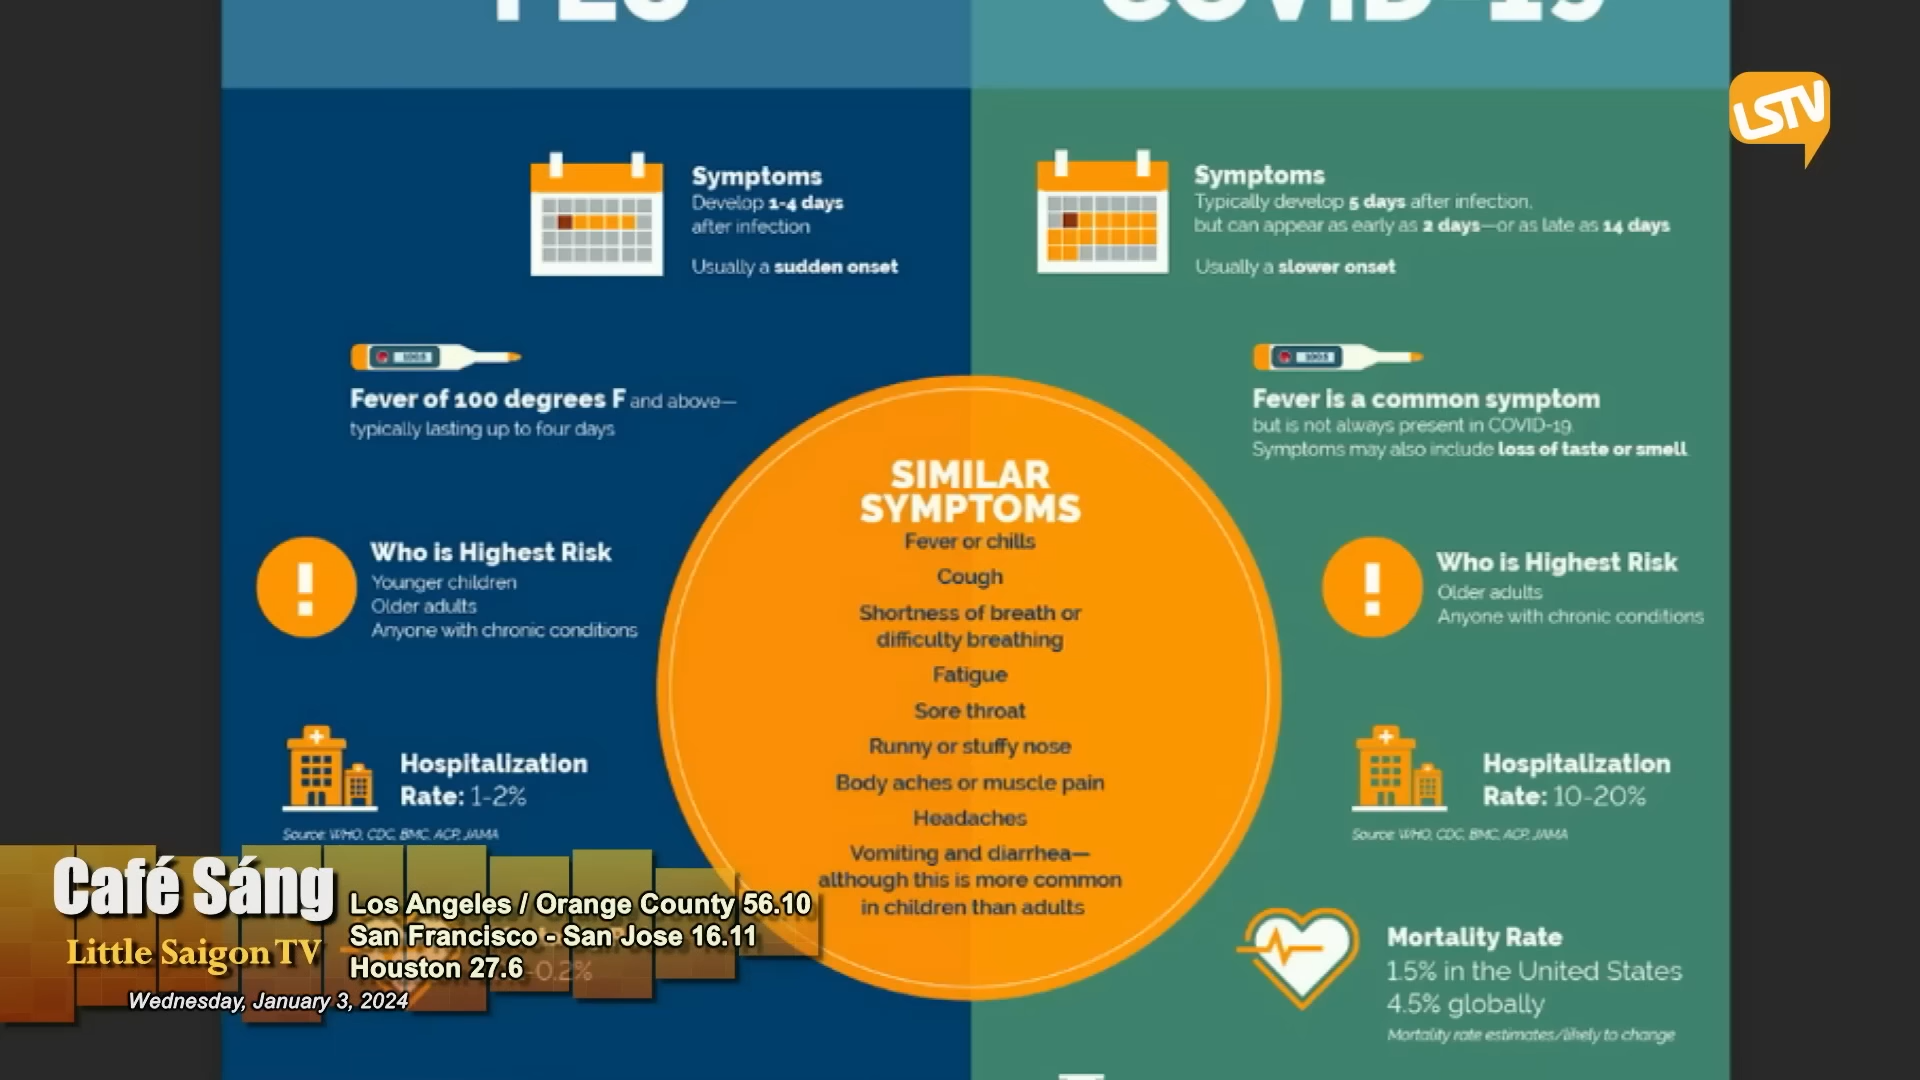 FLU
COVID-19
LSTV
Symptoms
Develop 1-4 days
after infection
Usually a sudden onset
Symptoms
Typically develop 5 days after infection,
but can appear as early as 2 days—or as late as 14 days
Usually a slower onset
Fever of 100 degrees F and above—
typically lasting up to four days
Fever is a common symptom
but is not always present in COVID-19.
Symptoms may also include loss of taste or smell
SIMILAR
SYMPTOMS
Fever or chills
Cough
Shortness of breath or
difficulty breathing
Fatigue
Sore throat
Runny or stuffy nose
Body aches or muscle pain
Headaches
Vomiting and diarrhea—
although this is more common
in children than adults
Who is Highest Risk
Younger children
Older adults
Anyone with chronic conditions
Who is Highest Risk
Older adults
Anyone with chronic conditions
Hospitalization
Rate: 1-2%
Source: WHO, CDC, BMC, ACP, JAMA
Hospitalization
Rate: 10-20%
Source: WHO, CDC, BMC, ACP, JAMA
Mortality Rate
1.5% in the United States
4.5% globally
Mortality rate estimates/likely to change
Café Sáng
Little Saigon TV
Los Angeles / Orange County 56.10
San Francisco - San Jose 16.11
Houston 27.6
-0.2%
Wednesday, January 3, 2024